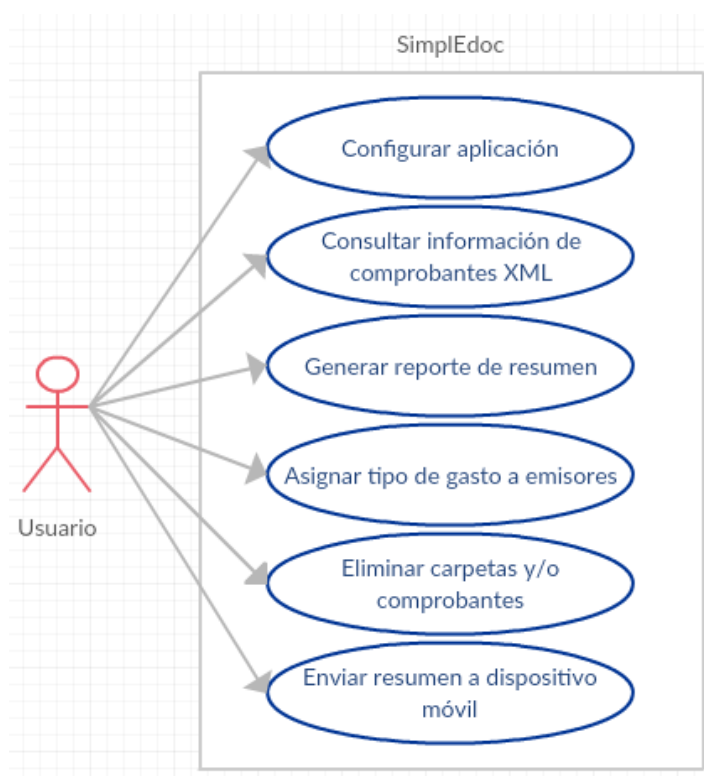 SimplEdoc
Configurar aplicación
Consultar información de
comprobantes XML
Generar reporte de resumen
Asignar tipo de gasto a emisores
Eliminar carpetas y/o
comprobantes
Enviar resumen a dispositivo
móvil
Usuario